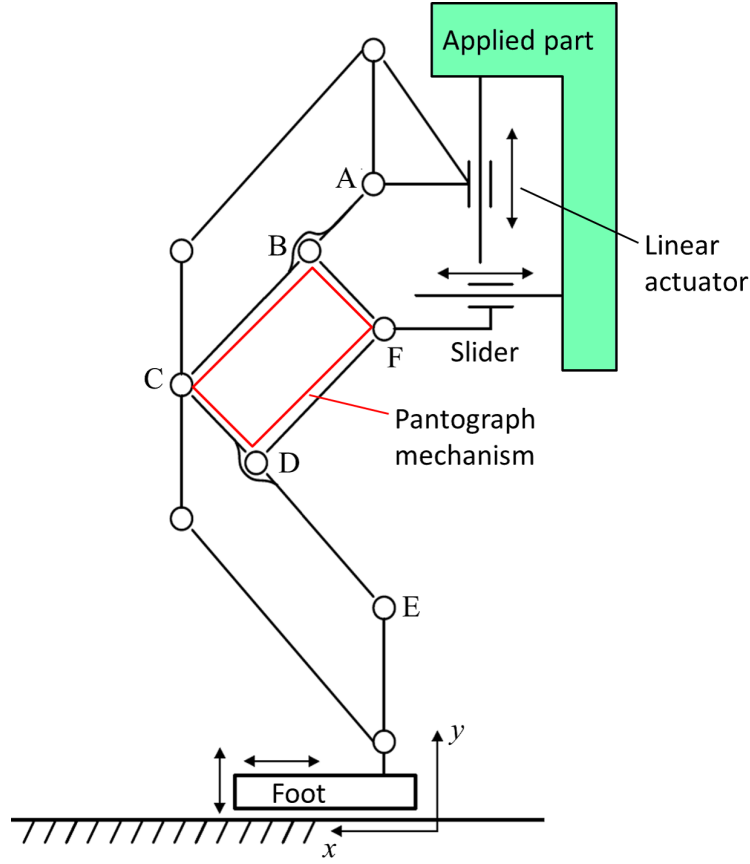 Applied part
A
B
Linear
actuator
Slider
F
C
Pantograph
mechanism
D
E
y
Foot
x